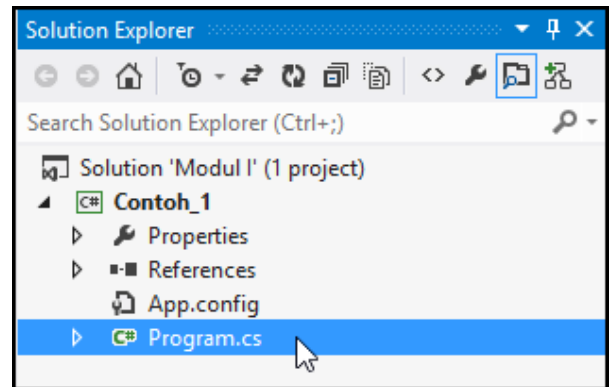 Solution Explorer
Search Solution Explorer (Ctrl+;)
Solution 'Modul I' (1 project)
C# Contoh_1
Properties
References
App.config
C# Program.cs